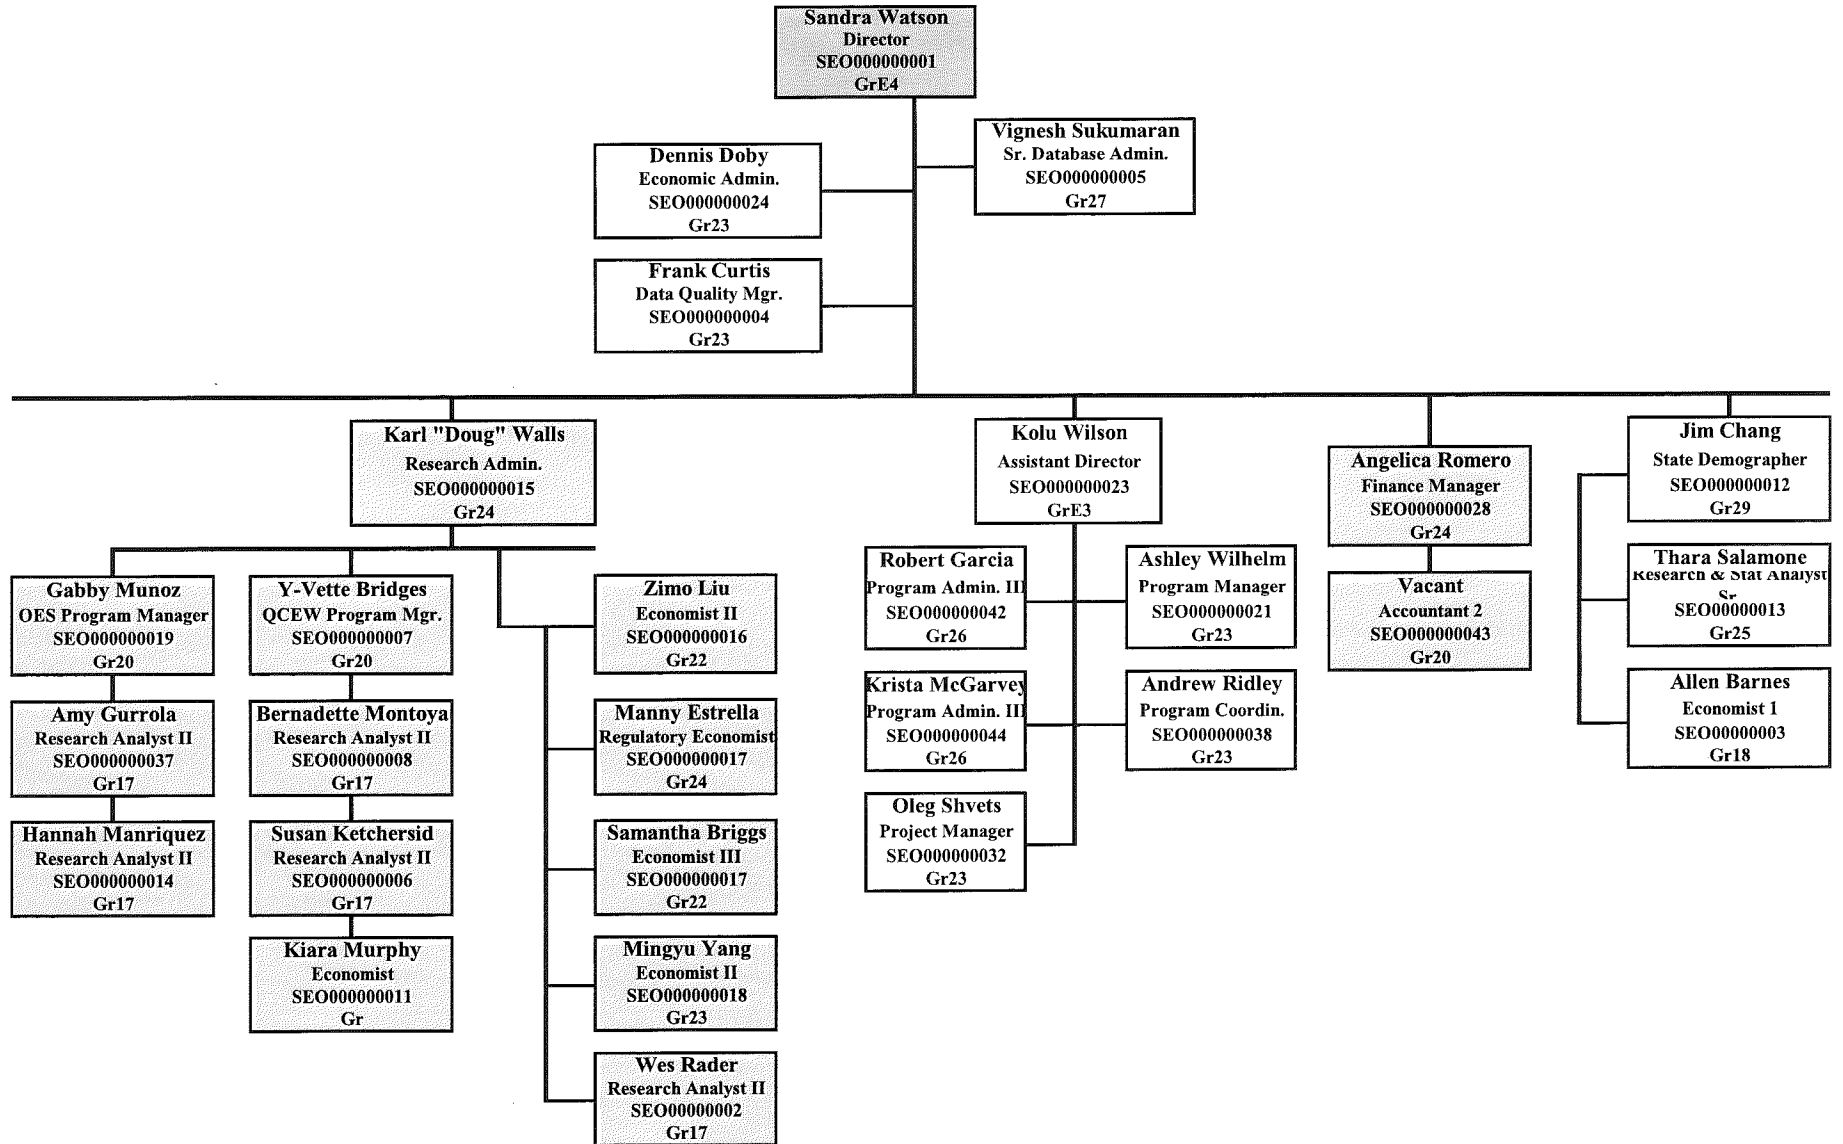 Sandra Watson
Director
SEO000000001
GrE4
Vignesh Sukumaran
Sr. Database Admin.
SEO000000005
Gr27
Dennis Doby
Economic Admin.
SEO000000024
Gr23
Frank Curtis
Data Quality Mgr.
SEO000000004
Gr23
Karl "Doug" Walls
Research Admin.
SEO000000015
Gr24
Gabby Munoz
OES Program Manager
SEO000000019
Gr20
Amy Gurrola
Research Analyst II
SEO000000037
Gr17
Hannah Manriquez
Research Analyst II
SEO000000014
Gr17
Y-Vette Bridges
QCEW Program Mgr.
SEO000000007
Gr20
Bernadette Montoya
Research Analyst II
SEO000000008
Gr17
Susan Ketchersid
Research Analyst II
SEO000000006
Gr17
Kiara Murphy
Economist
SEO000000011
Gr
Zimo Liu
Economist II
SEO000000016
Gr22
Manny Estrella
Regulatory Economist
SEO000000017
Gr24
Samantha Briggs
Economist III
SEO000000017
Gr22
Mingyu Yang
Economist II
SEO000000018
Gr23
Wes Rader
Research Analyst II
SEO00000002
Gr17
Kolu Wilson
Assistant Director
SEO000000023
GrE3
Robert Garcia
Program Admin. III
SEO000000042
Gr26
Ashley Wilhelm
Program Manager
SEO000000021
Gr23
Krista McGarvey
Program Admin. III
SEO000000044
Gr26
Andrew Ridley
Program Coordin.
SEO000000038
Gr23
Oleg Shvets
Project Manager
SEO000000032
Gr23
Angelica Romero
Finance Manager
SEO000000028
Gr24
Vacant
Accountant 2
SEO000000043
Gr20
Jim Chang
State Demographer
SEO000000012
Gr29
Thara Salamone
Research & Stat Analyst
Sr.
SEO00000013
Gr25
Allen Barnes
Economist 1
SEO00000003
Gr18